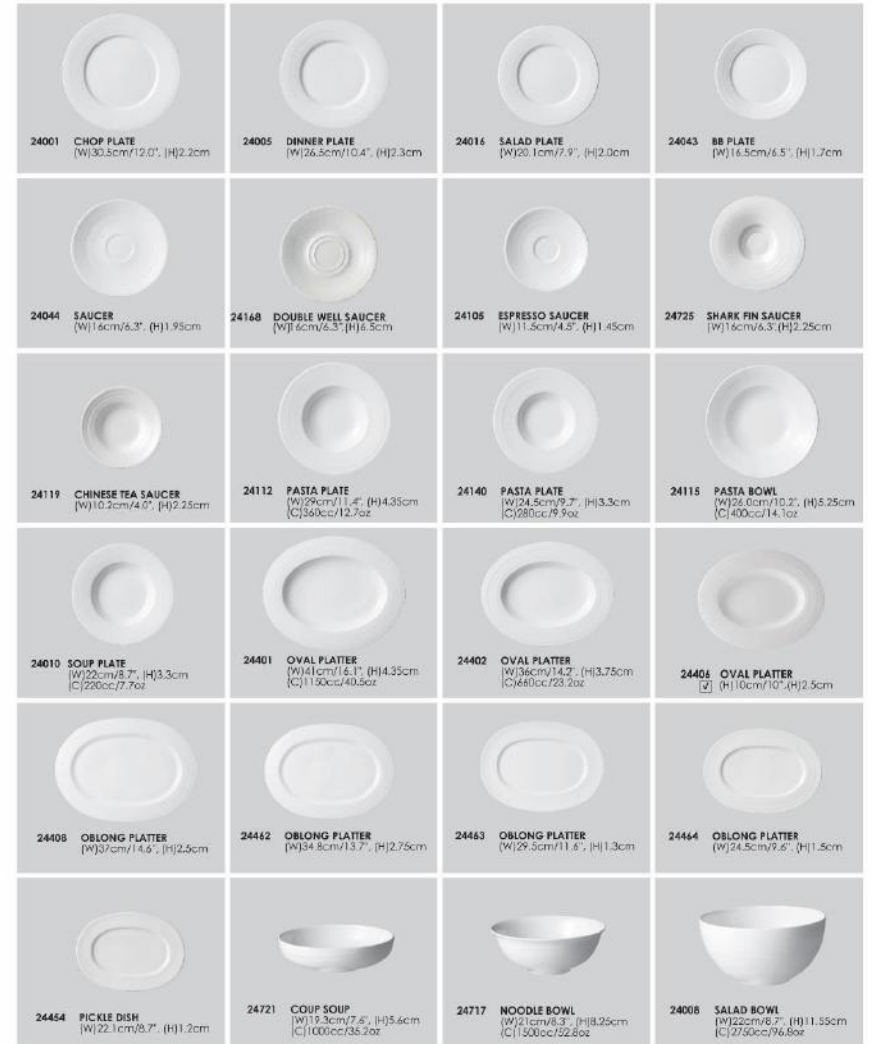 24001 CHOP PLATE
(W)30.5cm/12.0", (H)2.2cm
24005 DINNER PLATE
(W)26.5cm/10.4", (H)2.3cm
24016 SALAD PLATE
(W)20.1cm/7.9", (H)2.0cm
24043 BB PLATE
(W)16.5cm/6.5", (H)1.7cm
24044 SAUCER
(W)16cm/6.3", (H)1.95cm
24168 DOUBLE WELL SAUCER
(W)16cm/6.3",(H)6.5cm
24105 ESPRESSO SAUCER
(W)11.5cm/4.5", (H)1.45cm
24725 SHARK FIN SAUCER
(W)16cm/6.3",(H)2.25cm
24119 CHINESE TEA SAUCER
(W)10.2cm/4.0", (H)2.25cm
24112 PASTA PLATE
(W)29cm/11.4", (H)4.35cm
(C)360cc/12.7oz
24140 PASTA PLATE
(W)24.5cm/9.7", (H)3.3cm
(C)280cc/9.9oz
24115 PASTA BOWL
(W)26.0cm/10.2", (H)5.25cm
(C)400cc/14.1oz
24010 SOUP PLATE
(W)22cm/8.7", (H)3.3cm
(C)220cc/7.7oz
24401 OVAL PLATTER
(W)41cm/16.1", (H)4.35cm
(C)1150cc/40.5oz
24402 OVAL PLATTER
(W)36cm/14.2", (H)3.75cm
(C)660cc/23.2oz
24406 OVAL PLATTER
(H)10cm/10",(H)2.5cm
24408 OBLONG PLATTER
(W)37cm/14.6", (H)2.5cm
24462 OBLONG PLATTER
(W)34.8cm/13.7", (H)2.75cm
24463 OBLONG PLATTER
(W)29.5cm/11.6", (H)1.3cm
24464 OBLONG PLATTER
(W)24.5cm/9.6", (H)1.5cm
24454 PICKLE DISH
(W)22.1cm/8.7", (H)1.2cm
24721 COUP SOUP
(W)19.3cm/7.6", (H)5.6cm
(C)1000cc/35.2oz
24717 NOODLE BOWL
(W)21cm/8.3", (H)8.25cm
(C)1500cc/52.8oz
24008 SALAD BOWL
(W)22cm/8.7", (H)11.55cm
(C)2750cc/96.8oz